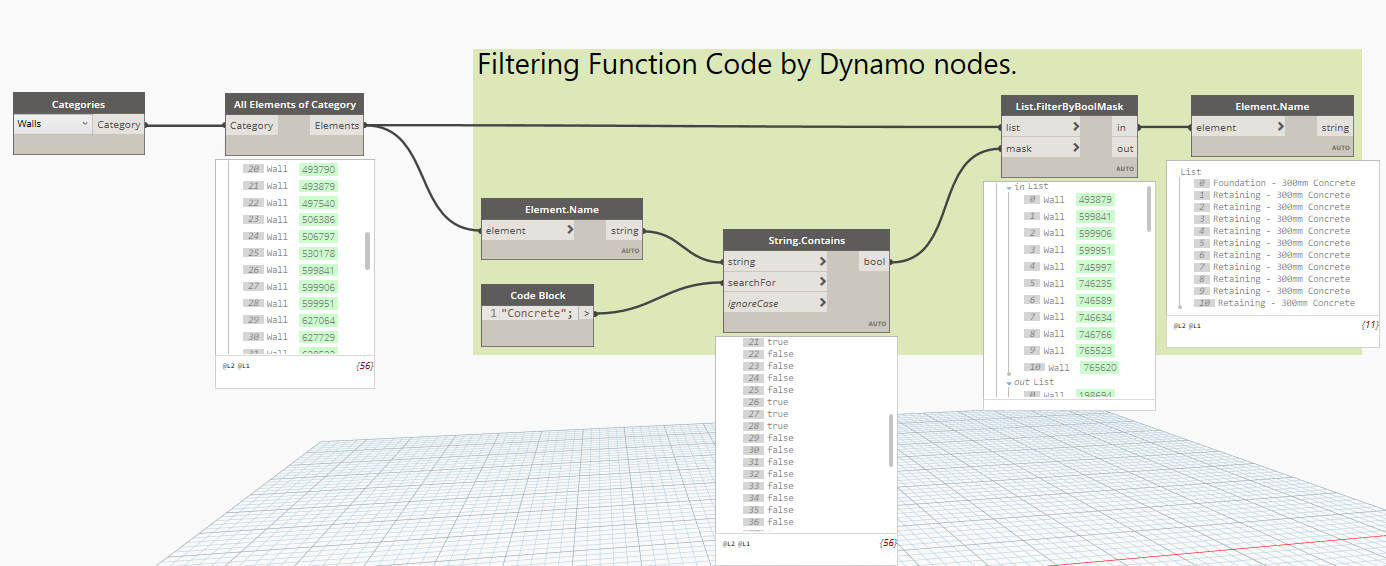 Filtering Function Code by Dynamo nodes.
Categories
Walls
Category
All Elements of Category
Category
Elements
20 Wall 493790
21 Wall 493879
22 Wall 497540
23 Wall 506386
24 Wall 506797
25 Wall 530178
26 Wall 599841
27 Wall 599906
28 Wall 599951
29 Wall 627064
30 Wall 627729
@L2 @L1
{56}
Element.Name
element >
string
AUTO
Code Block
1 "Concrete"; >
String.Contains
string >
bool
searchFor >
ignoreCase >
AUTO
21 true
22 false
23 false
24 false
25 false
26 true
27 true
28 true
29 false
30 false
31 false
32 false
33 false
34 false
35 false
36 false
@L2 @L1
{56}
List.FilterByBoolMask
list >
in
mask >
out
AUTO
in List
0 Wall 493879
1 Wall 599841
2 Wall 599906
3 Wall 599951
4 Wall 745997
5 Wall 746235
6 Wall 746589
7 Wall 746634
8 Wall 746766
9 Wall 765523
10 Wall 765620
out List
0 Wall 198694
Element.Name
element >
string
AUTO
List
0 Foundation - 300mm Concrete
1 Retaining - 300mm Concrete
2 Retaining - 300mm Concrete
3 Retaining - 300mm Concrete
4 Retaining - 300mm Concrete
5 Retaining - 300mm Concrete
6 Retaining - 300mm Concrete
7 Retaining - 300mm Concrete
8 Retaining - 300mm Concrete
9 Retaining - 300mm Concrete
10 Retaining - 300mm Concrete
@L2 @L1
{11}